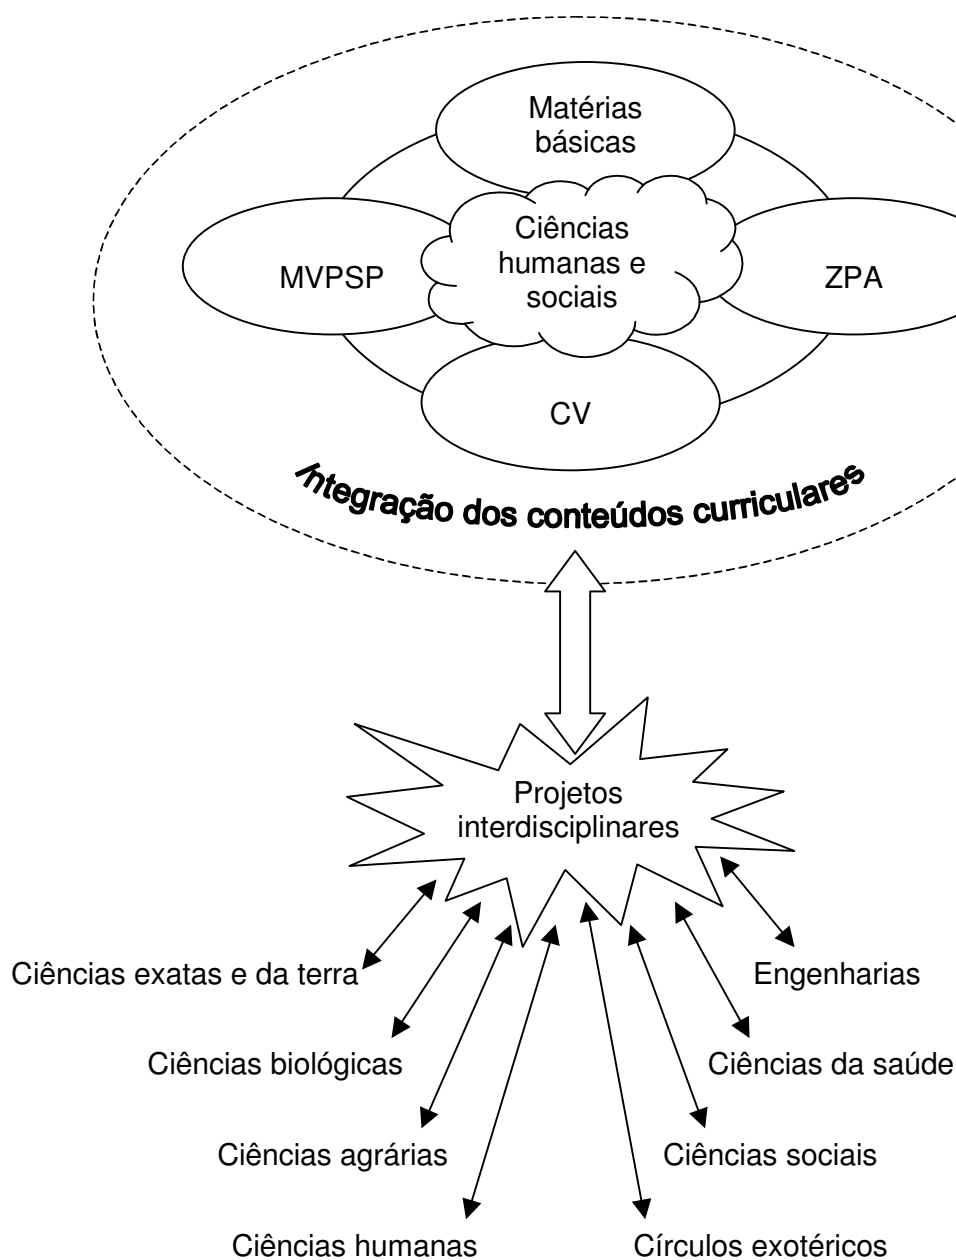 Matérias
básicas
Ciências
humanas e
sociais
MVPSP
ZPA
CV
Integração dos conteúdos curriculares
Projetos
interdisciplinares
Ciências exatas e da terra
Engenharias
Ciências biológicas
Ciências da saúde
Ciências agrárias
Ciências sociais
Ciências humanas
Círculos exotéricos